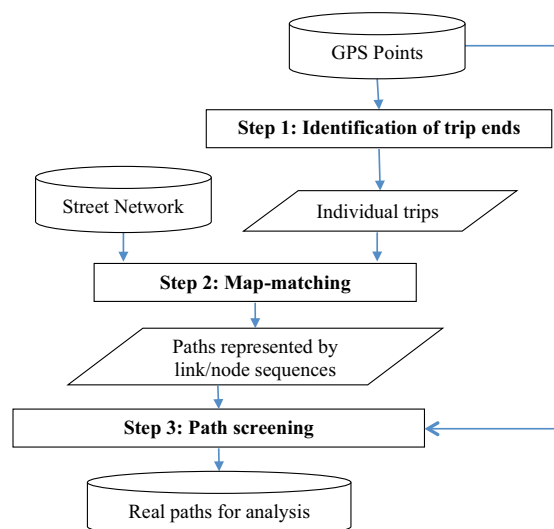 GPS Points
Step 1: Identification of trip ends
Street Network
Individual trips
Step 2: Map-matching
Paths represented by
link/node sequences
Step 3: Path screening
Real paths for analysis